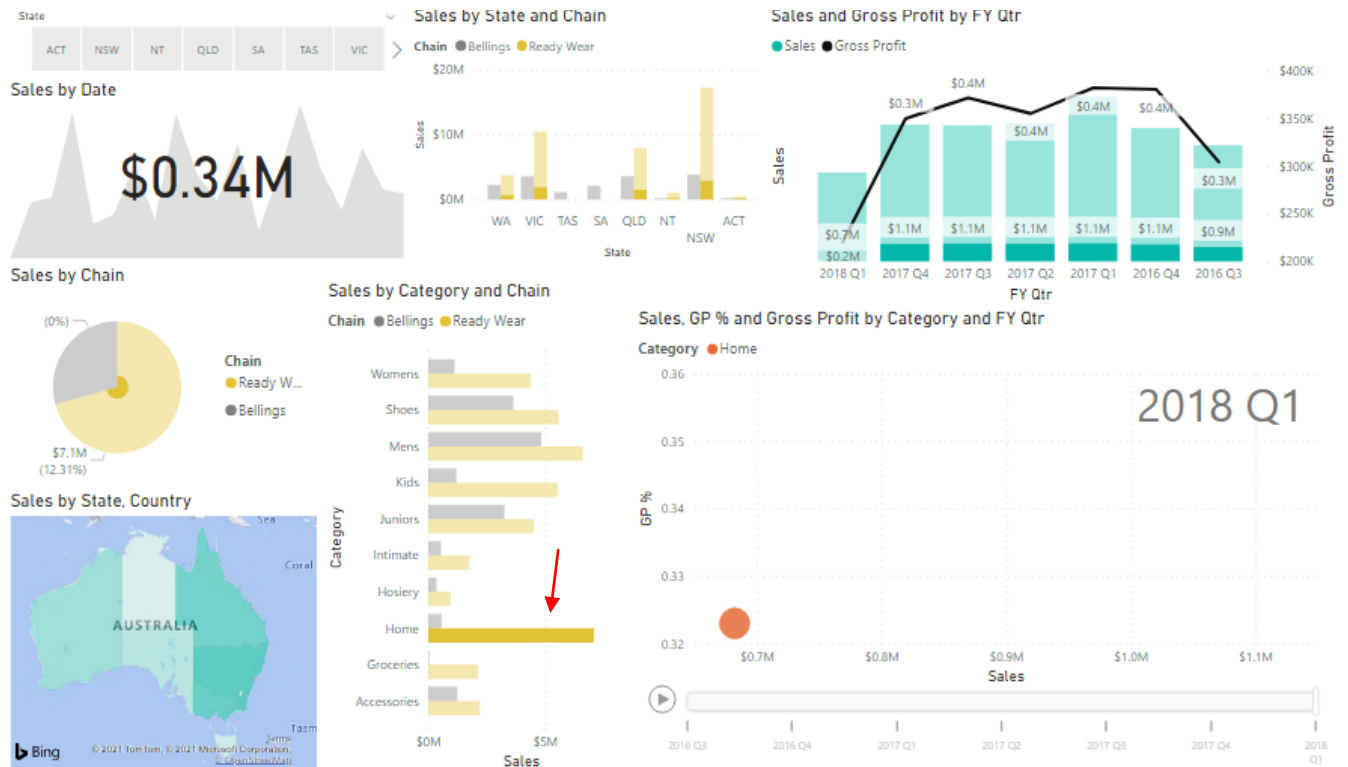 State
ACT NSW NT QLD SA TAS VIC
Sales by Date
$0.34M
Sales by State and Chain
Chain Bellings Ready Wear
$20M
$10M
$0M
Sales
WA VIC TAS SA QLD NT NSW ACT
State
Sales and Gross Profit by FY Qtr
Sales Gross Profit
$0.3M $0.4M $0.4M $0.4M $0.4M $0.3M
$0.7M $1.1M $1.1M $1.1M $1.1M $1.1M $0.9M
$0.2M
Sales
$400K
$350K
$300K
$250K
$200K
Gross Profit
2018 Q1 2017 Q4 2017 Q3 2017 Q2 2017 Q1 2016 Q4 2016 Q3
FY Qtr
Sales by Chain
(0%)
$7.1M
(12.31%)
Chain
Ready W...
Bellings
Sales by State, Country
Sea
Coral
AUSTRALIA
Tasm
Bing
© 2021 TomTom, © 2021 Microsoft Corporation,
Terms
© OpenStreetMap
Sales by Category and Chain
Chain Bellings Ready Wear
Category
Womens
Shoes
Mens
Kids
Juniors
Intimate
Hosiery
Home
Groceries
Accessories
$0M $5M
Sales
Sales, GP % and Gross Profit by Category and FY Qtr
Category Home
2018 Q1
GP %
0.36
0.35
0.34
0.33
0.32
$0.7M $0.8M $0.9M $1.0M $1.1M
Sales
2016 Q3 2016 Q4 2017 Q1 2017 Q2 2017 Q3 2017 Q4 2018
Q1